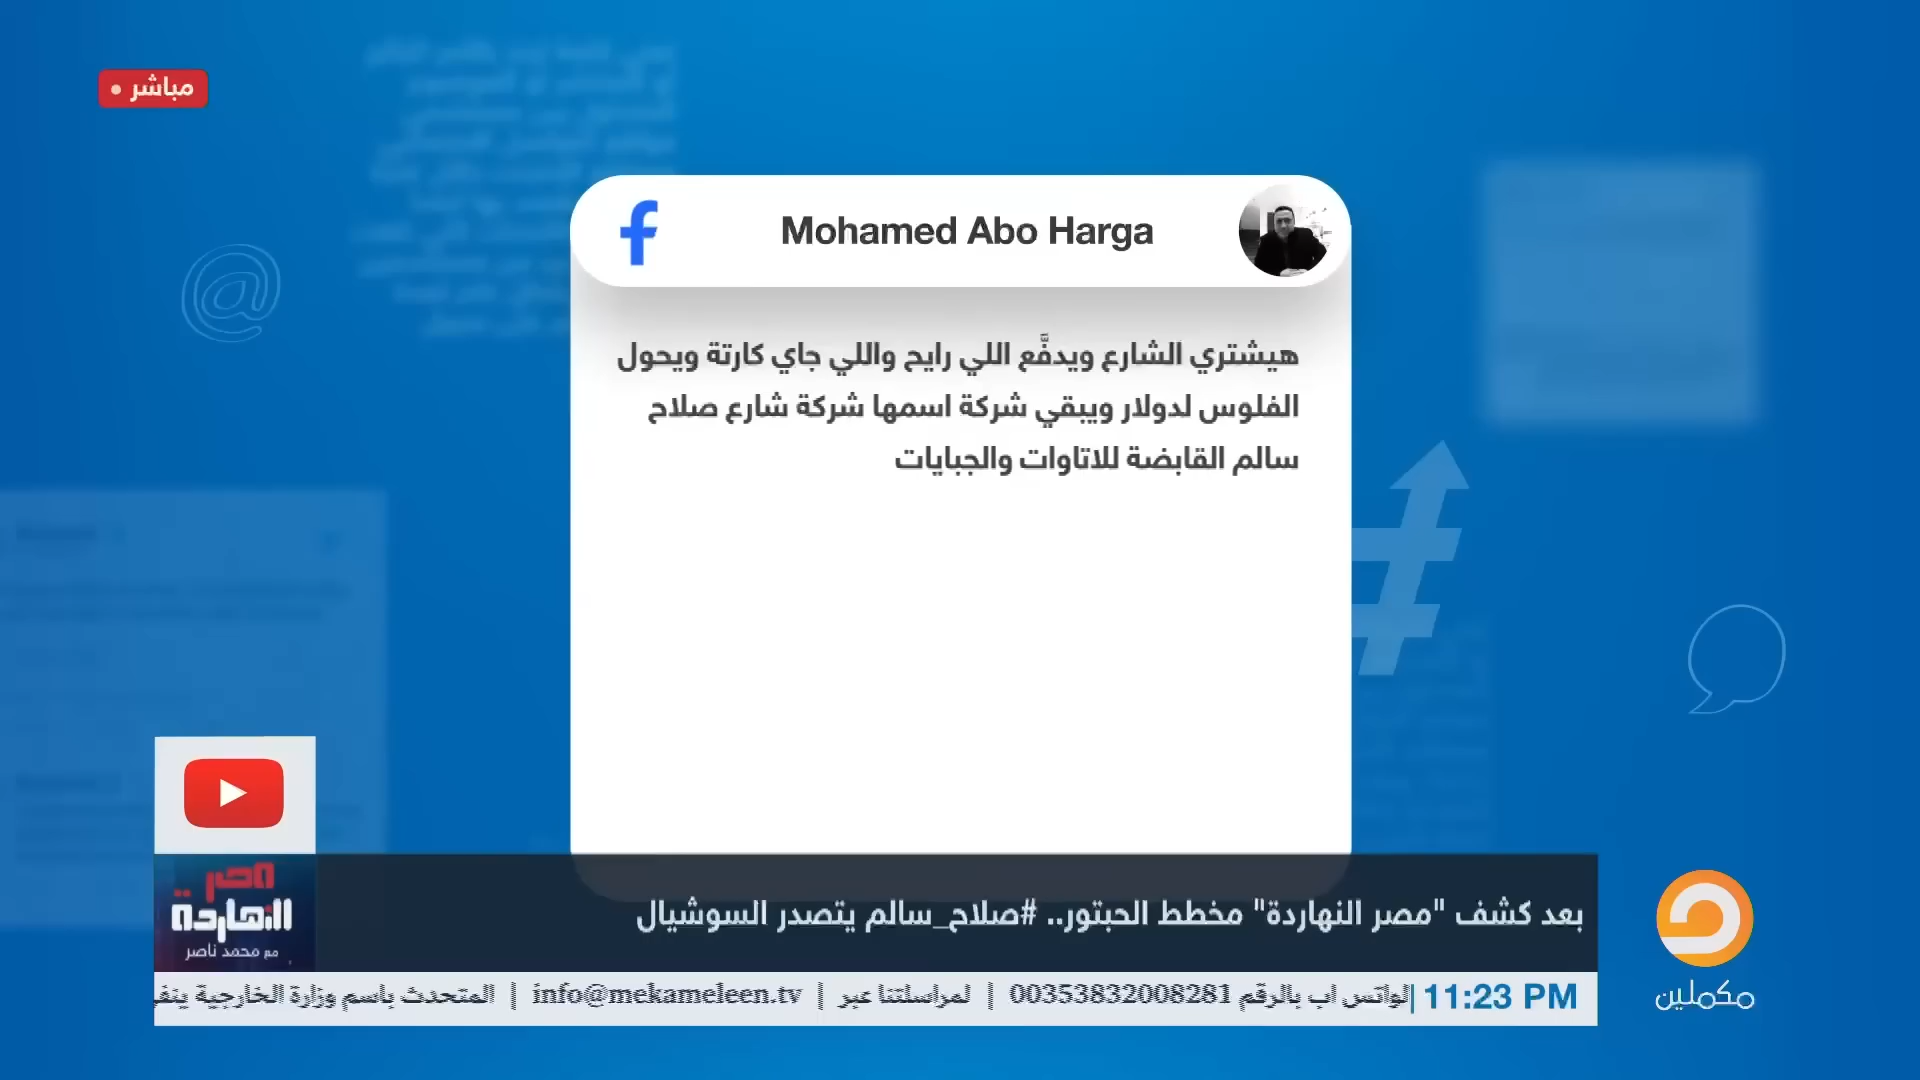 مباشر
Mohamed Abo Harga
هيشتري الشارع ويدفَّع اللي رايح واللي جاي كارتة ويحول
الفلوس لدولار ويبقي شركة اسمها شركة شارع صلاح
سالم القابضة للاتاوات والجبايات
مصر
النهاردة
مع محمد ناصر
بعد كشف "مصر النهاردة" مخطط الحبتور.. #صلاح_سالم يتصدر السوشيال
11:23 PM
لواتس اب بالرقم 00353832008281 | لمراسلتنا عبر | info@mekameleen.tv | المتحدث باسم وزارة الخارجية
مكملين